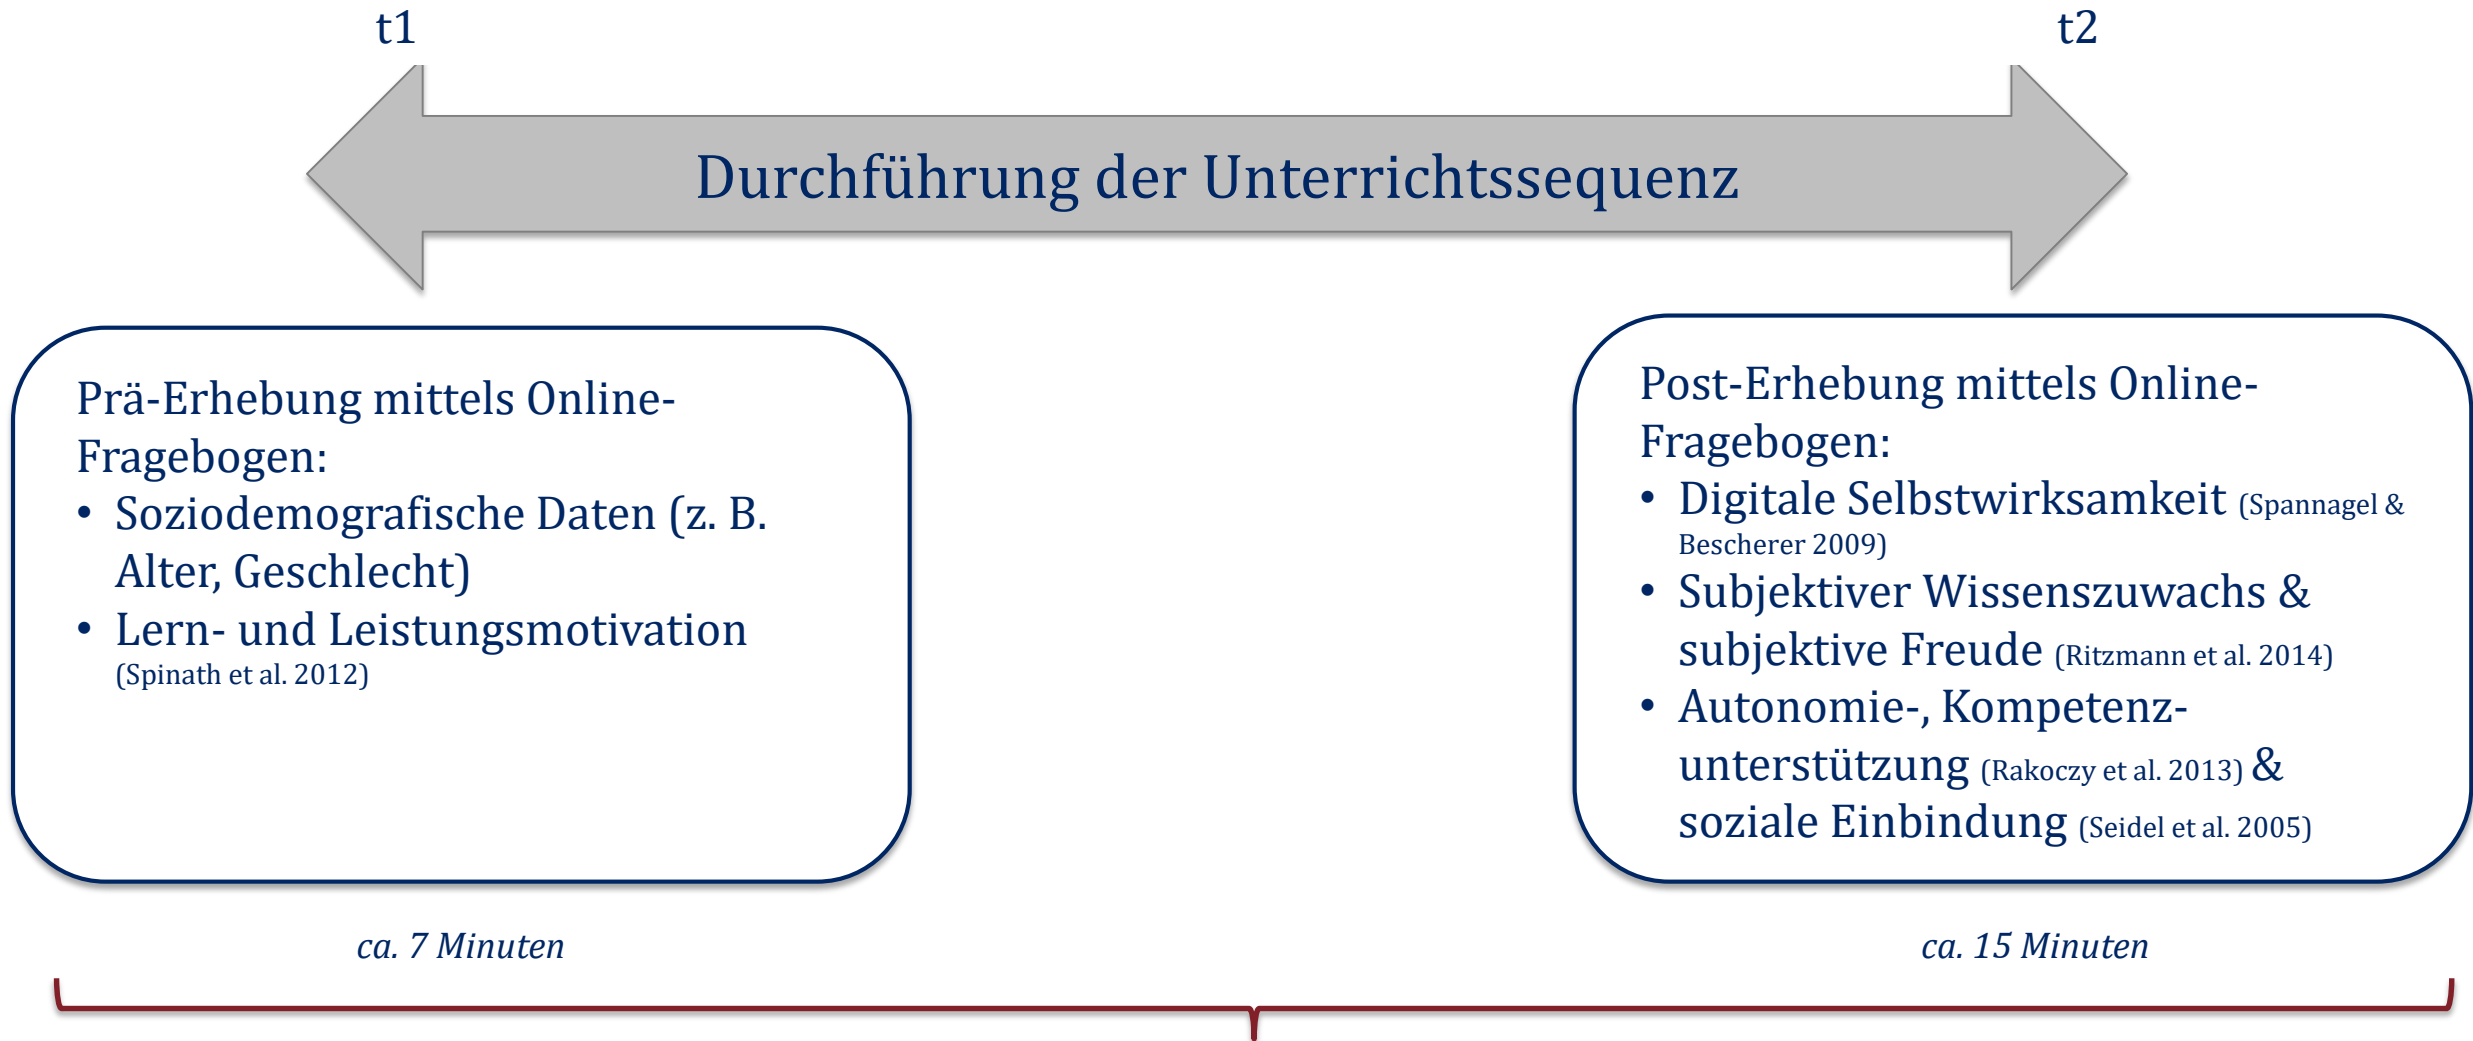 t1
t2
Durchführung der Unterrichtssequenz
Prä-Erhebung mittels Online-
Fragebogen:
• Soziodemografische Daten (z. B.
Alter, Geschlecht)
• Lern- und Leistungsmotivation
(Spinath et al. 2012)
Post-Erhebung mittels Online-
Fragebogen:
• Digitale Selbstwirksamkeit (Spannagel &
Bescherer 2009)
• Subjektiver Wissenszuwachs &
subjektive Freude (Ritzmann et al. 2014)
• Autonomie-, Kompetenz-
unterstützung (Rakoczy et al. 2013) &
soziale Einbindung (Seidel et al. 2005)
ca. 7 Minuten
ca. 15 Minuten